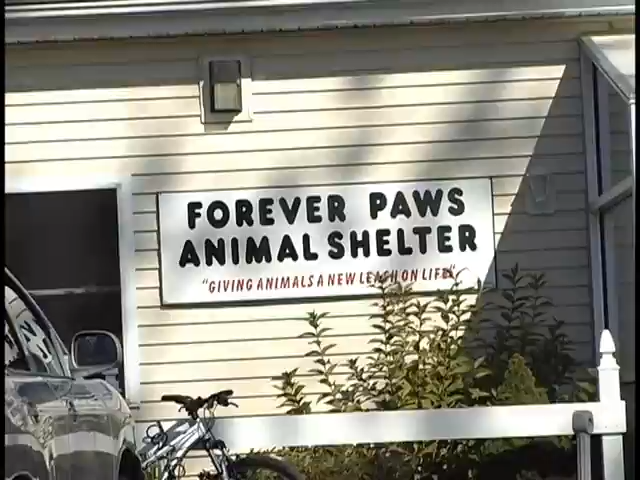 FOREVER PAWS
ANIMAL SHELTER
"GIVING ANIMALS A NEW LEASH ON LIFE"